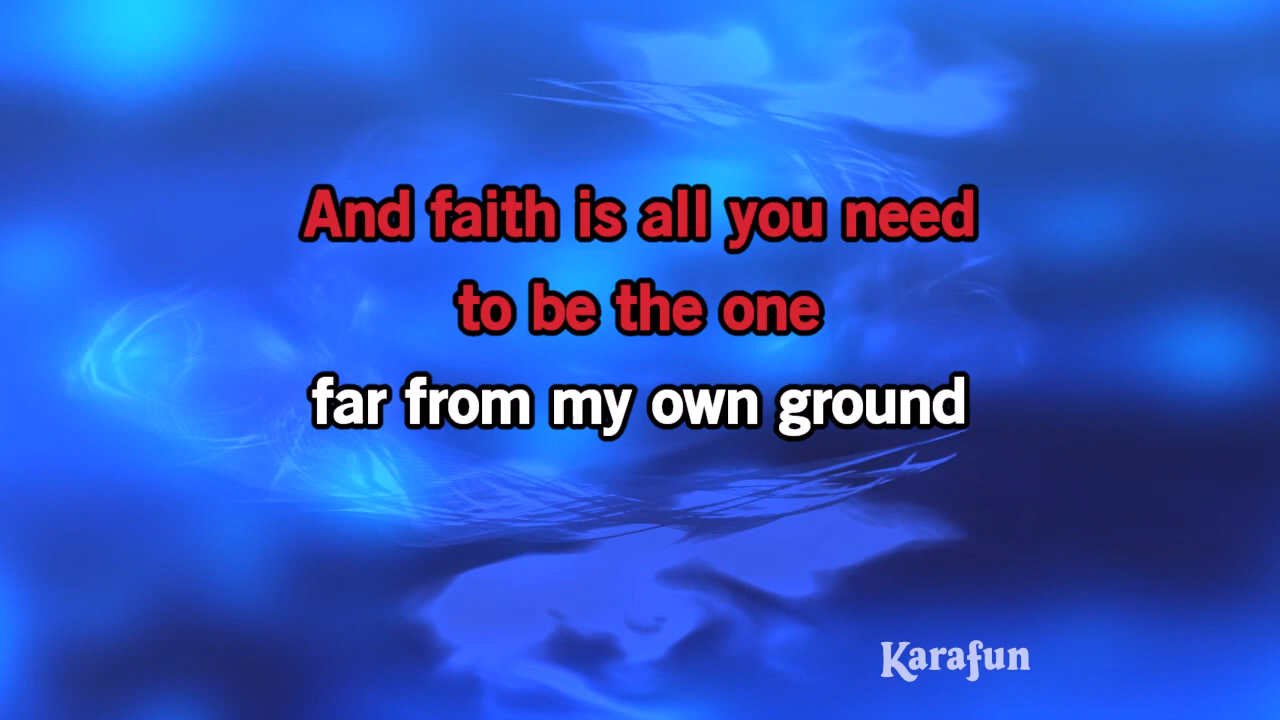 And faith is all you need
to be the one
far from my own ground
Karafun